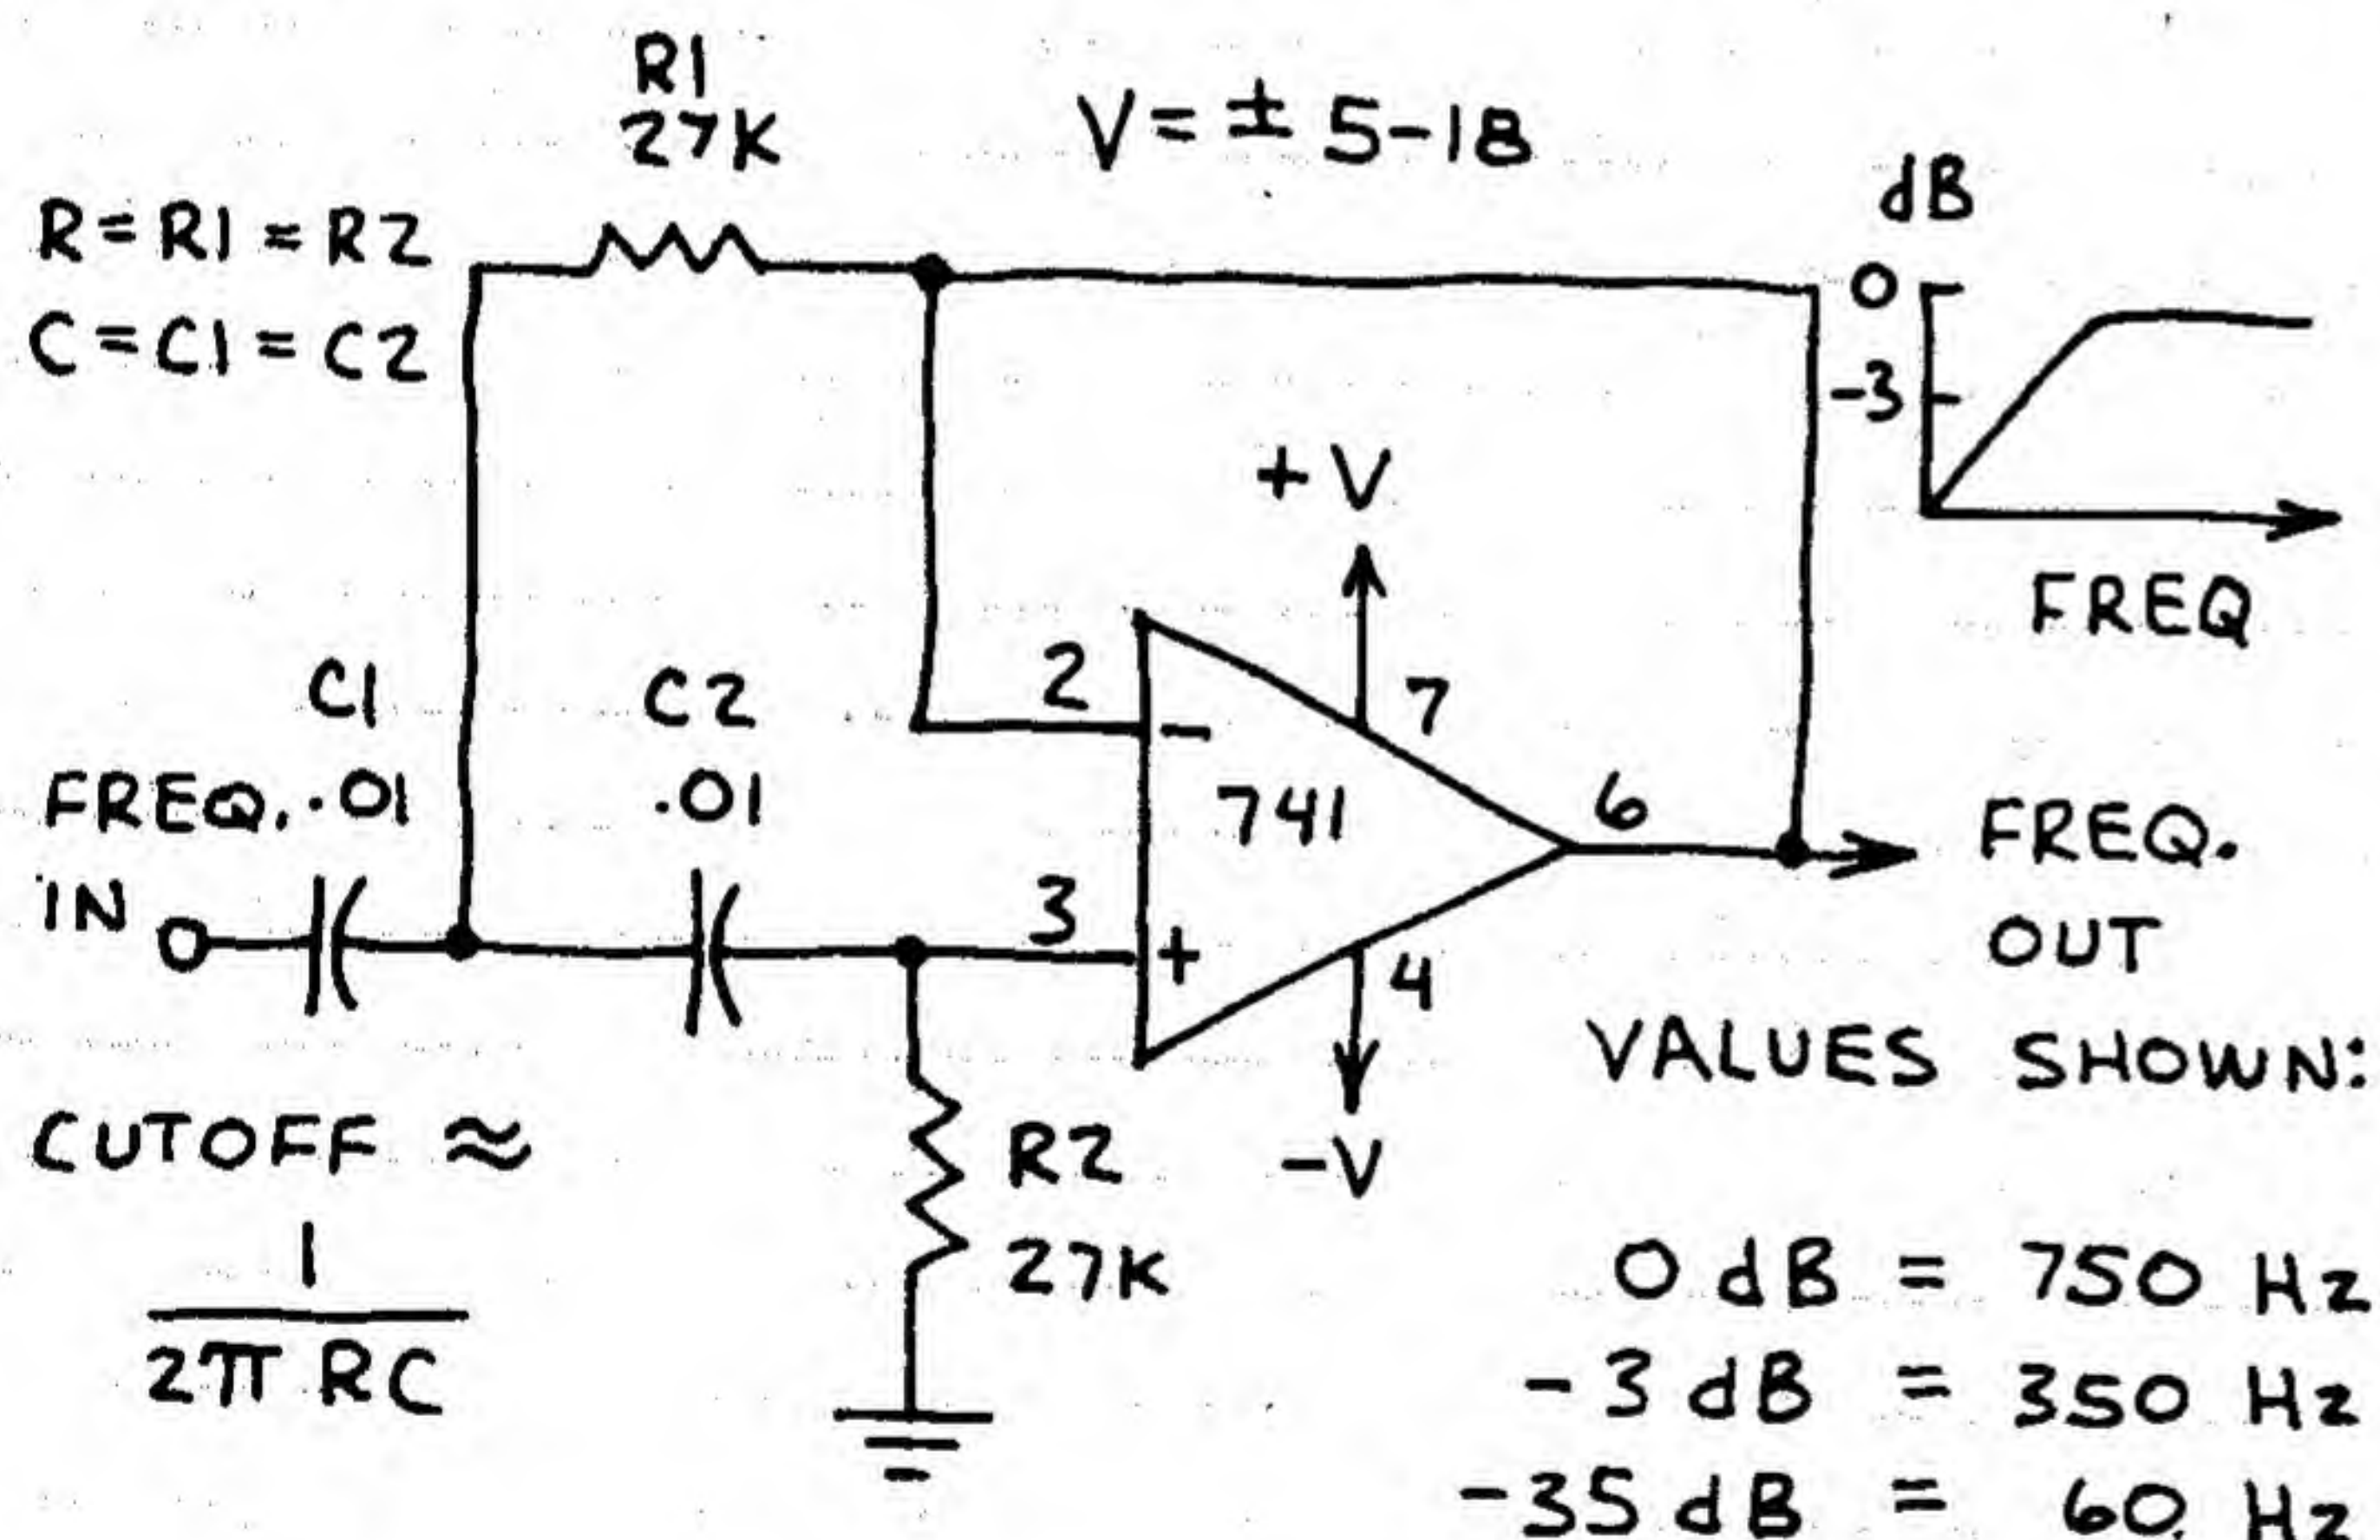 R1
27K
V = ± 5-18
R = R1 = R2
C = C1 = C2
dB
0
-3
FREQ
+V
C1
.01
C2
.01
FREQ.
IN
2
-
7
741
6
3
+
4
-V
FREQ.
OUT
CUTOFF ≈
1
2π RC
R2
27K
VALUES SHOWN:
0 dB = 750 Hz
-3 dB = 350 Hz
-35 dB = 60 Hz